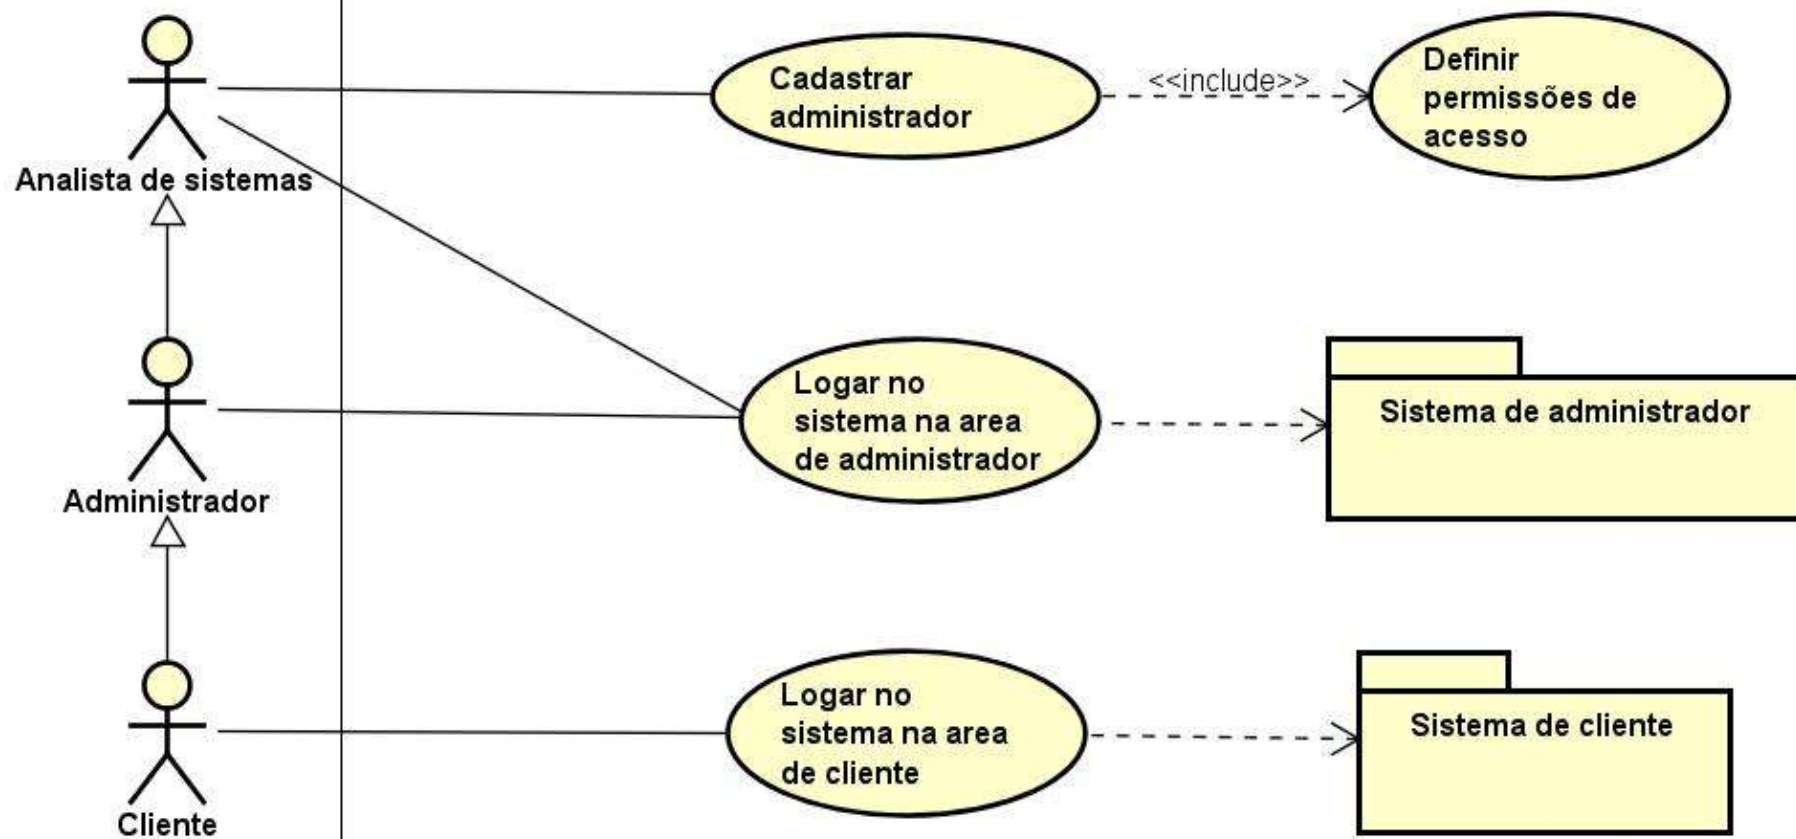 Cadastrar
administrador
<<include>>
Definir
permissões de
acesso
Analista de sistemas
Logar no
sistema na area
de administrador
Sistema de administrador
Administrador
Logar no
sistema na area
de cliente
Sistema de cliente
Cliente